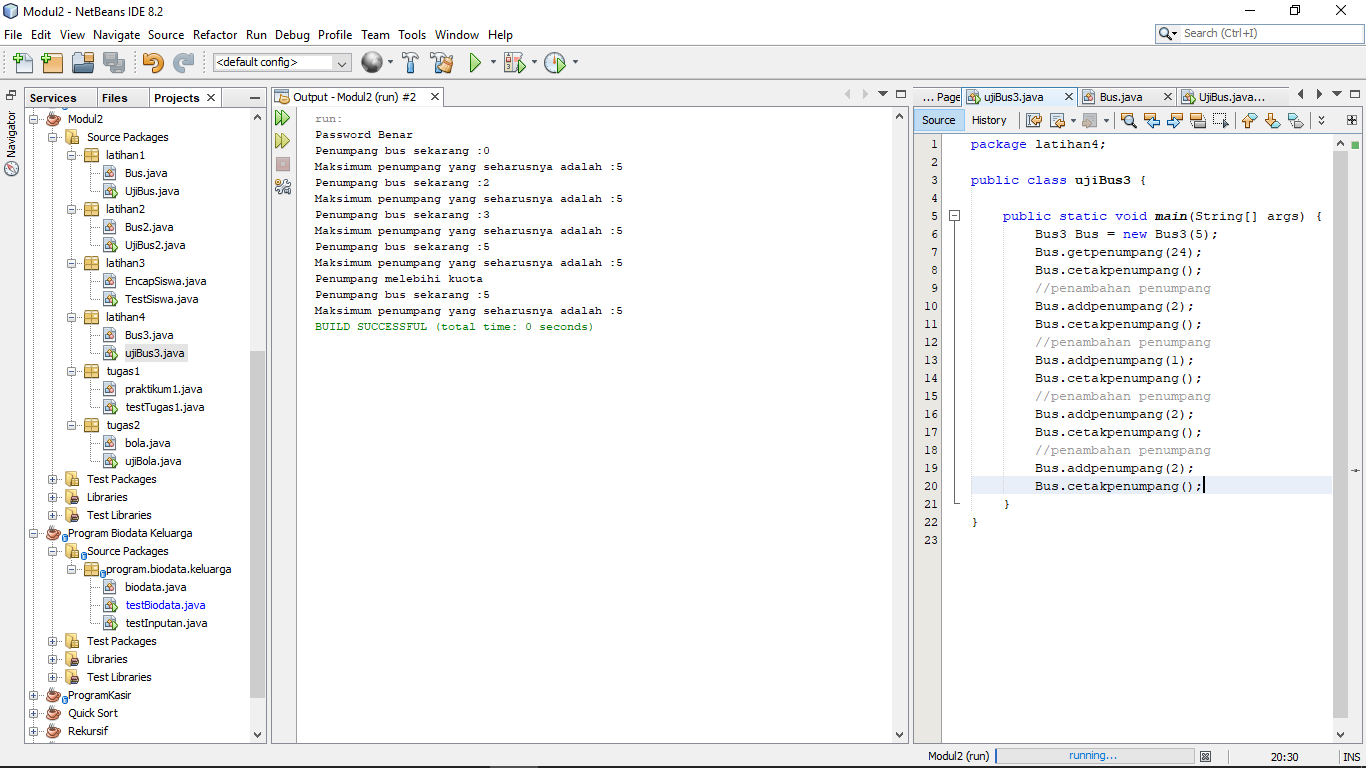 Modul2 - NetBeans IDE 8.2
File Edit View Navigate Source Refactor Run Debug Profile Team Tools Window Help
Search (Ctrl+I)
<default config>
Navigator
Services Files Projects
Modul2
Source Packages
latihan1
Bus.java
UjiBus.java
latihan2
Bus2.java
UjiBus2.java
latihan3
EncapSiswa.java
TestSiswa.java
latihan4
Bus3.java
ujiBus3.java
tugas1
praktikum1.java
testTugas1.java
tugas2
bola.java
ujiBola.java
Test Packages
Libraries
Test Libraries
Program Biodata Keluarga
Source Packages
program.biodata.keluarga
biodata.java
testBiodata.java
testInputan.java
Test Packages
Libraries
Test Libraries
ProgramKasir
Quick Sort
Rekursif
Output - Modul2 (run) #2
run:
Password Benar
Penumpang bus sekarang :0
Maksimum penumpang yang seharusnya adalah :5
Penumpang bus sekarang :2
Maksimum penumpang yang seharusnya adalah :5
Penumpang bus sekarang :3
Maksimum penumpang yang seharusnya adalah :5
Penumpang bus sekarang :5
Maksimum penumpang yang seharusnya adalah :5
Penumpang melebihi kuota
Penumpang bus sekarang :5
Maksimum penumpang yang seharusnya adalah :5
BUILD SUCCESSFUL (total time: 0 seconds)
... Page ujiBus3.java Bus.java UjiBus.java...
Source History
1 package latihan4;
2
3 public class ujiBus3 {
4
5 public static void main(String[] args) {
6 Bus3 Bus = new Bus3(5);
7 Bus.getpenumpang(24);
8 Bus.cetakpenumpang();
9 //penambahan penumpang
10 Bus.addpenumpang(2);
11 Bus.cetakpenumpang();
12 //penambahan penumpang
13 Bus.addpenumpang(1);
14 Bus.cetakpenumpang();
15 //penambahan penumpang
16 Bus.addpenumpang(2);
17 Bus.cetakpenumpang();
18 //penambahan penumpang
19 Bus.addpenumpang(2);
20 Bus.cetakpenumpang();
21 }
22 }
23
Modul2 (run) running... 20:30 INS